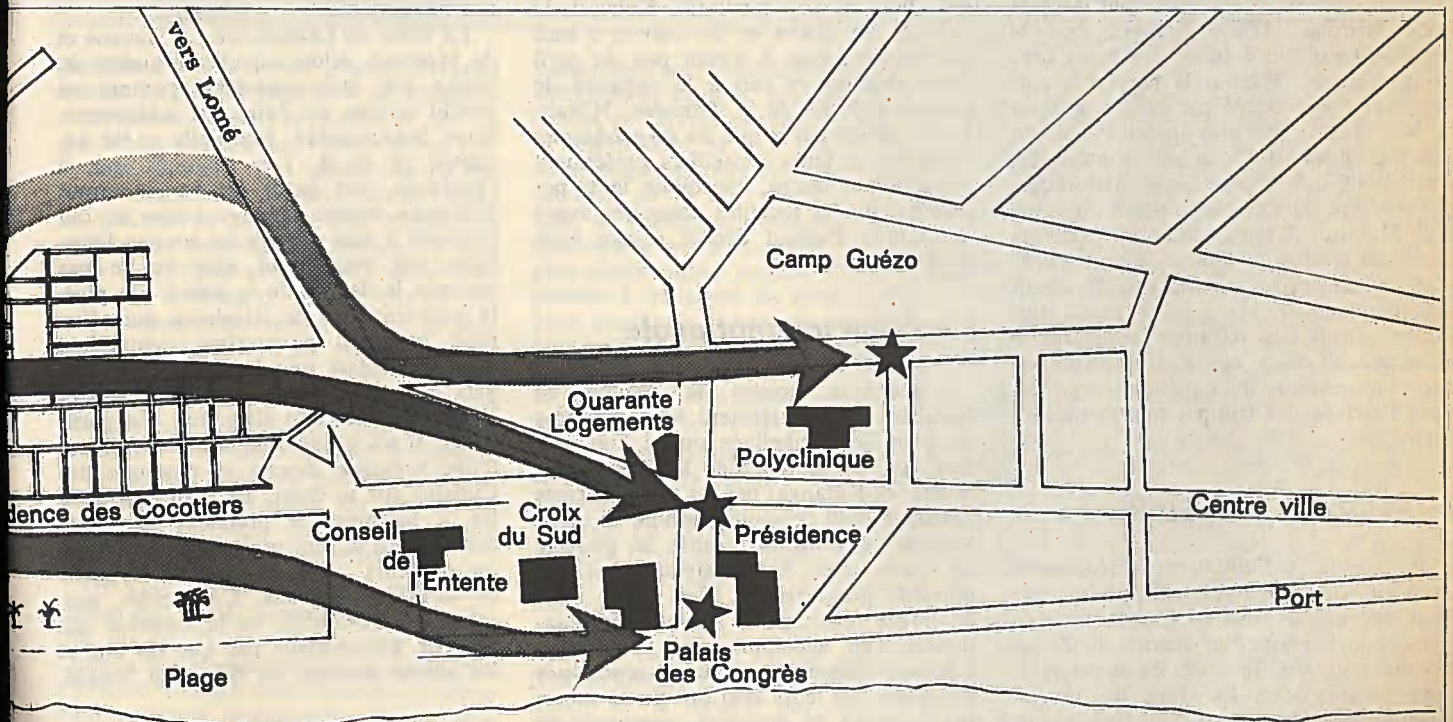 vers Lomé
Camp Guézo
Quarante
Logements
Polyclinique
Centre ville
dence des Cocotiers
Conseil
de
l'Entente
Croix
du Sud
Présidence
Port
Palais
des Congrès
Plage